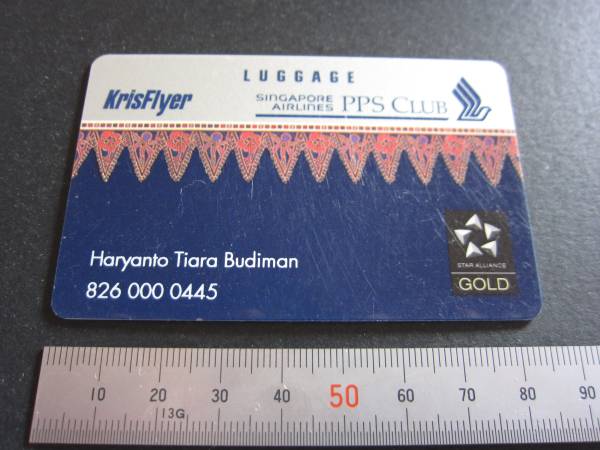 LUGGAGE
KrisFlyer
SINGAPORE AIRLINES PPS CLUB
Haryanto Tiara Budiman
826 000 0445
STAR ALLIANCE
GOLD
10 20 30 40 50 60 70 80 90
13G